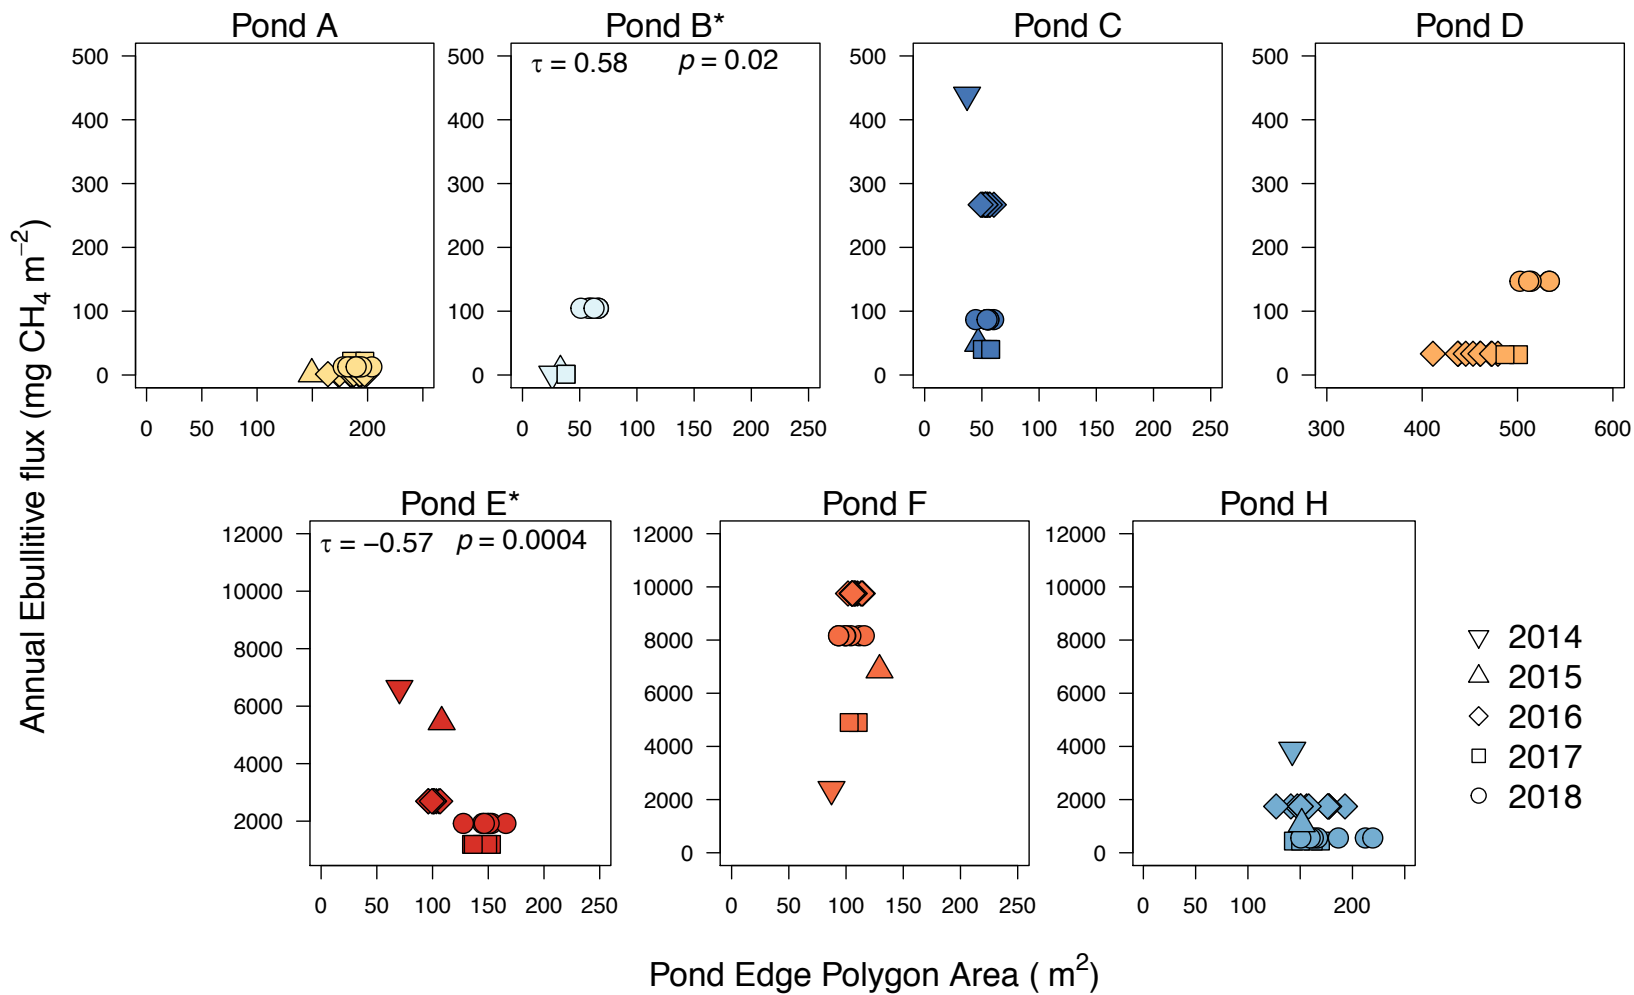 Pond A
Pond B*
Pond C
Pond D
500
400
300
200
100
0
0 50 100 200
τ = 0.58 p = 0.02
500
400
300
200
100
0
0 50 100 150 200 250
500
400
300
200
100
0
0 50 100 150 200 250
500
400
300
200
100
0
300 400 500 600
Annual Ebullitive flux (mg CH₄ m⁻²)
Pond E*
Pond F
Pond H
τ = −0.57 p = 0.0004
12000
10000
8000
6000
4000
2000
0 50 100 150 200 250
12000
10000
8000
6000
4000
2000
0
0 50 100 150 200 250
12000
10000
8000
6000
4000
2000
0
0 50 100 200
2014
2015
2016
2017
2018
Pond Edge Polygon Area ( m²)